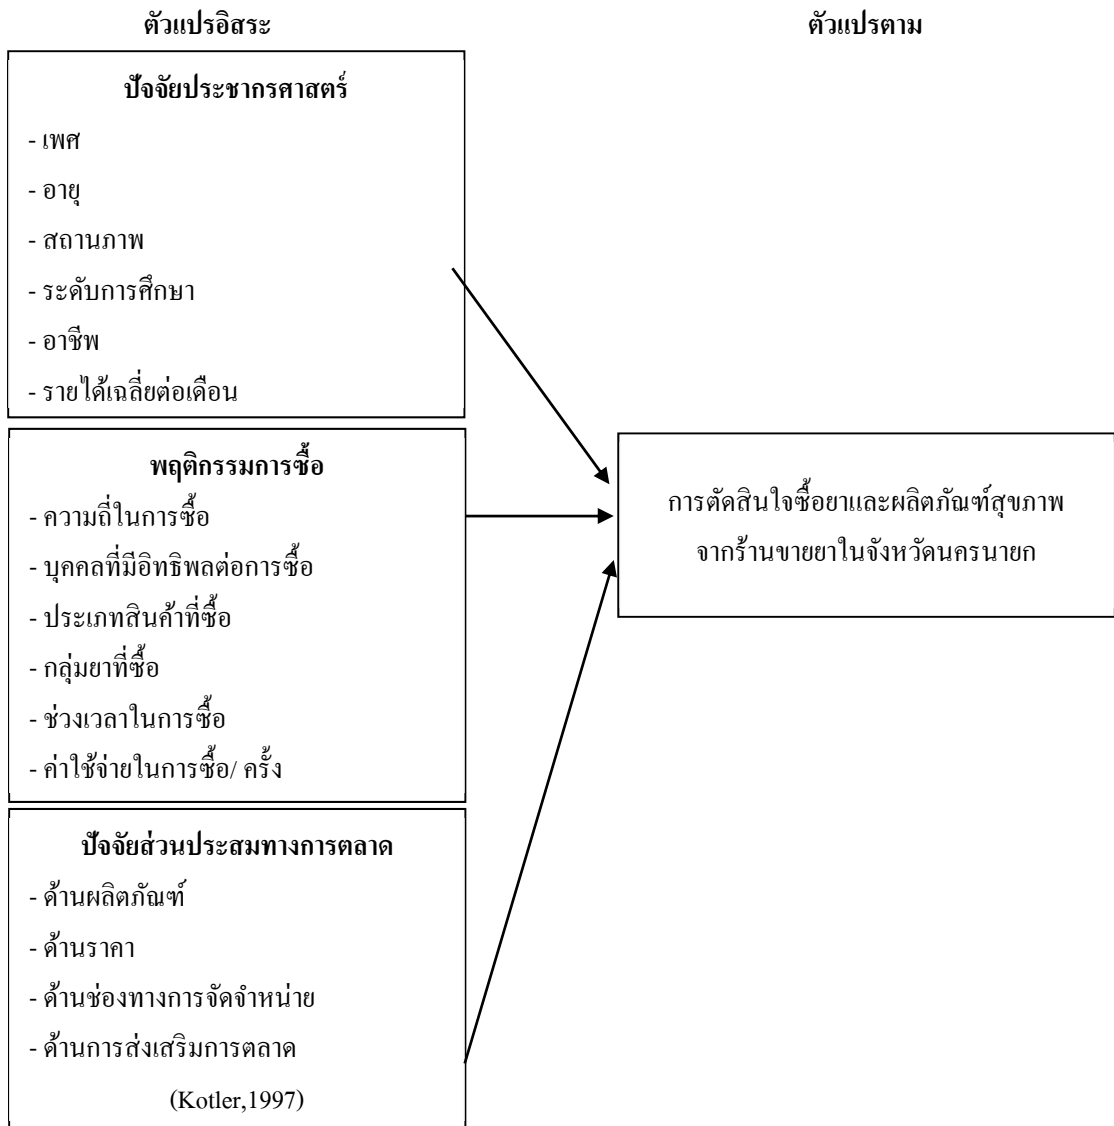 ตัวแปรอิสระ
ตัวแปรตาม
ปัจจัยประชากรศาสตร์
- เพศ
- อายุ
- สถานภาพ
- ระดับการศึกษา
- อาชีพ
- รายได้เฉลี่ยต่อเดือน
พฤติกรรมการซื้อ
- ความถี่ในการซื้อ
- บุคคลที่มีอิทธิพลต่อการซื้อ
- ประเภทสินค้าที่ซื้อ
- กลุ่มยาที่ซื้อ
- ช่วงเวลาในการซื้อ
- ค่าใช้จ่ายในการซื้อ/ ครั้ง
ปัจจัยส่วนประสมทางการตลาด
- ด้านผลิตภัณฑ์
- ด้านราคา
- ด้านช่องทางการจัดจำหน่าย
- ด้านการส่งเสริมการตลาด
(Kotler,1997)
การตัดสินใจซื้อยาและผลิตภัณฑ์สุขภาพ
จากร้านขายยาในจังหวัดนครนายก